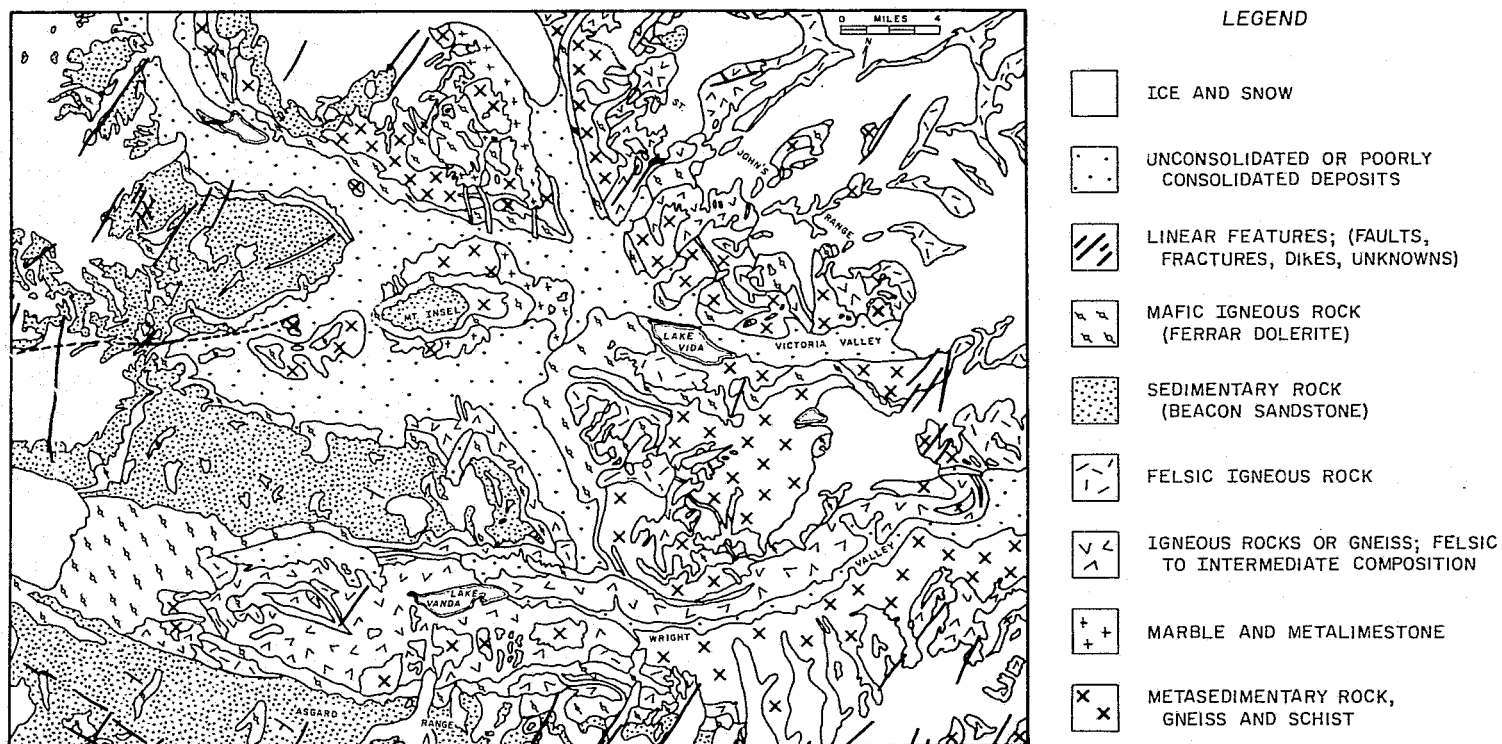 0 MILES 4
N
ST.
JOHN'S
RANGE
MT INSEL
LAKE
VIDA
VICTORIA VALLEY
LAKE
VANDA
WRIGHT
VALLEY
ASGARD
RANGE
LEGEND
ICE AND SNOW
UNCONSOLIDATED OR POORLY
CONSOLIDATED DEPOSITS
LINEAR FEATURES; (FAULTS,
FRACTURES, DIKES, UNKNOWNS)
MAFIC IGNEOUS ROCK
(FERRAR DOLERITE)
SEDIMENTARY ROCK
(BEACON SANDSTONE)
FELSIC IGNEOUS ROCK
IGNEOUS ROCKS OR GNEISS; FELSIC
TO INTERMEDIATE COMPOSITION
MARBLE AND METALIMESTONE
METASEDIMENTARY ROCK,
GNEISS AND SCHIST